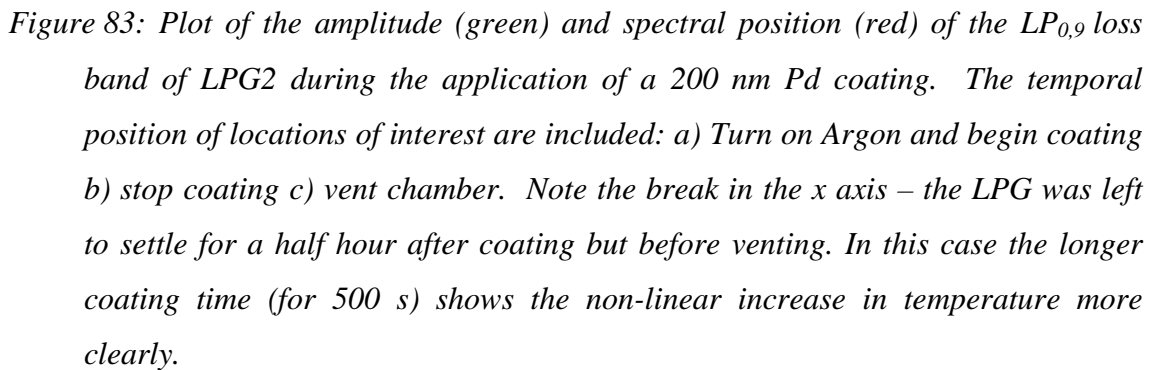 Figure 83: Plot of the amplitude (green) and spectral position (red) of the LP0,9 loss
band of LPG2 during the application of a 200 nm Pd coating. The temporal
position of locations of interest are included: a) Turn on Argon and begin coating
b) stop coating c) vent chamber. Note the break in the x axis – the LPG was left
to settle for a half hour after coating but before venting. In this case the longer
coating time (for 500 s) shows the non-linear increase in temperature more
clearly.